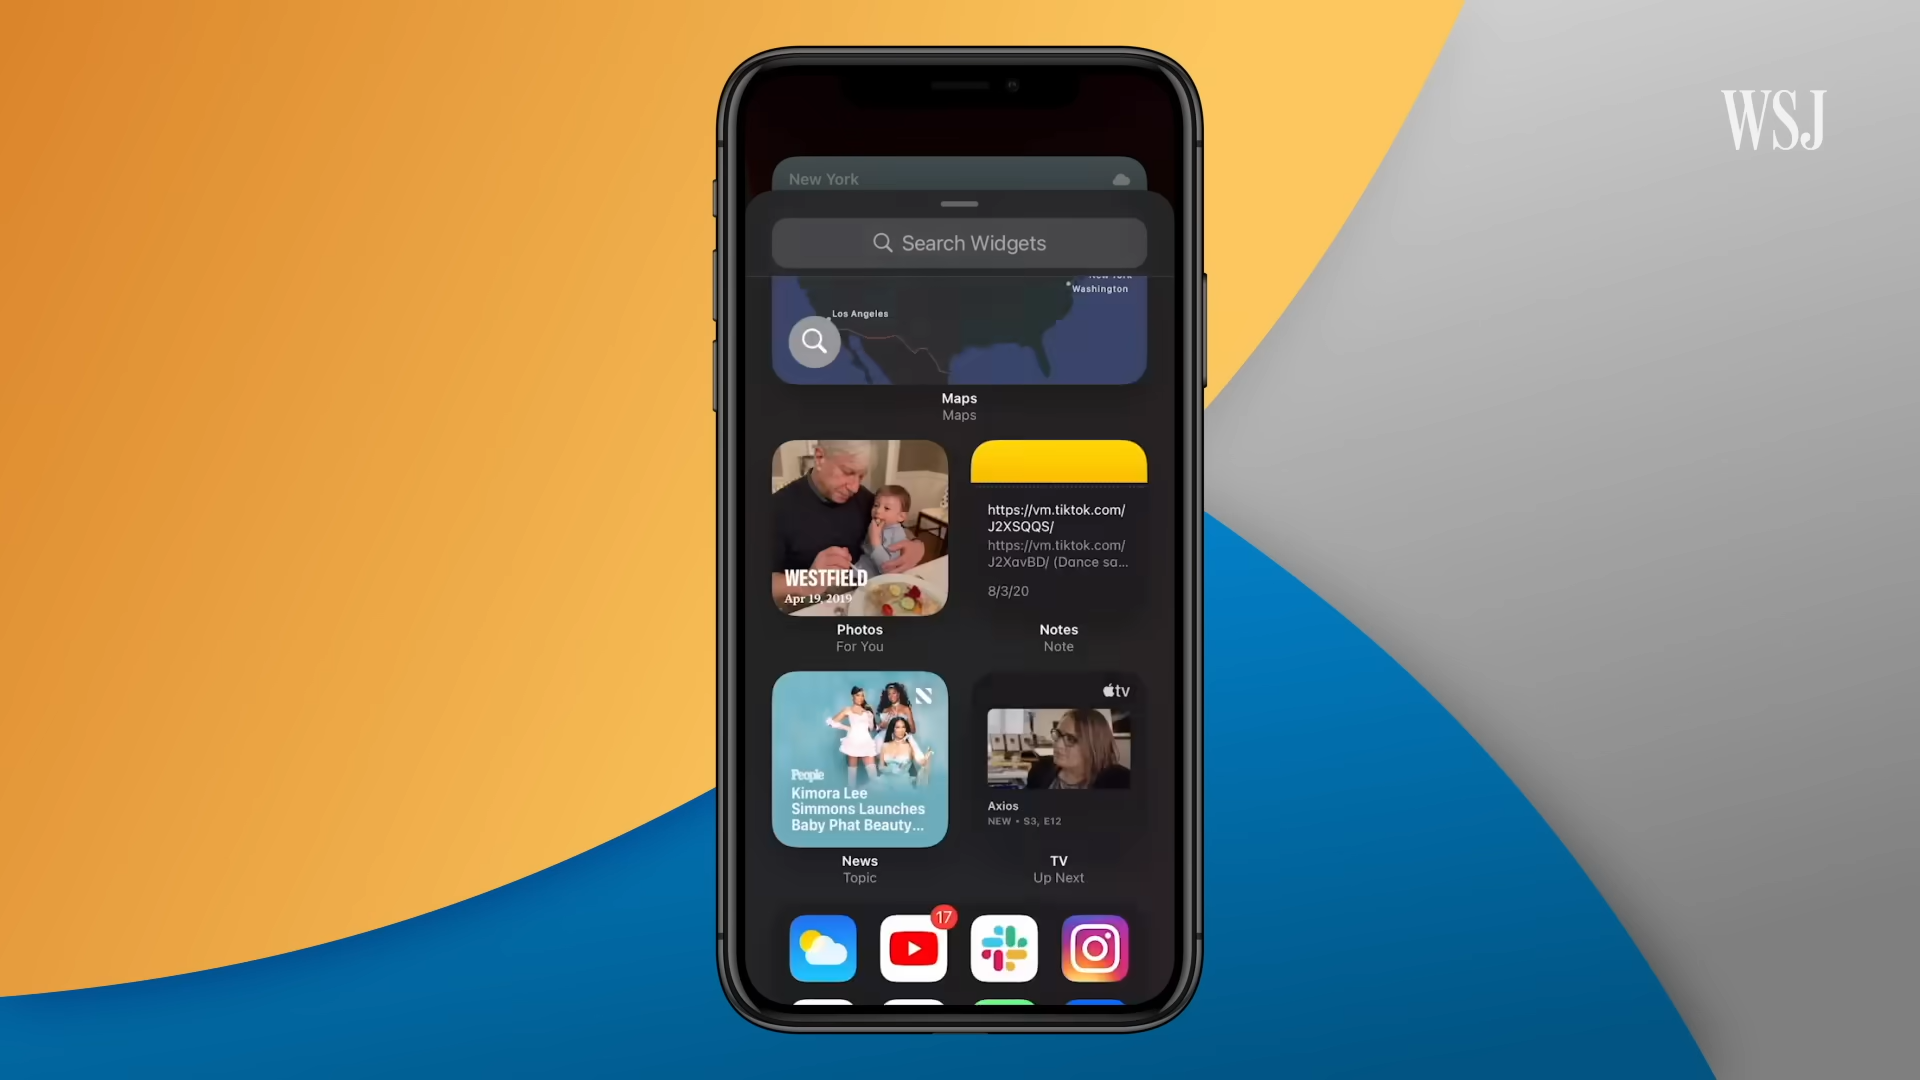 WSJ
New York
Search Widgets
New York
Washington
Los Angeles
Maps
Maps
WESTFIELD
Apr 19, 2019
Photos
For You
https://vm.tiktok.com/
J2XSQQS/
https://vm.tiktok.com/
J2XavBD/ (Dance sa...
8/3/20
Notes
Note
People
Kimora Lee
Simmons Launches
Baby Phat Beauty...
News
Topic
tv
Axios
NEW • S3, E12
TV
Up Next
17